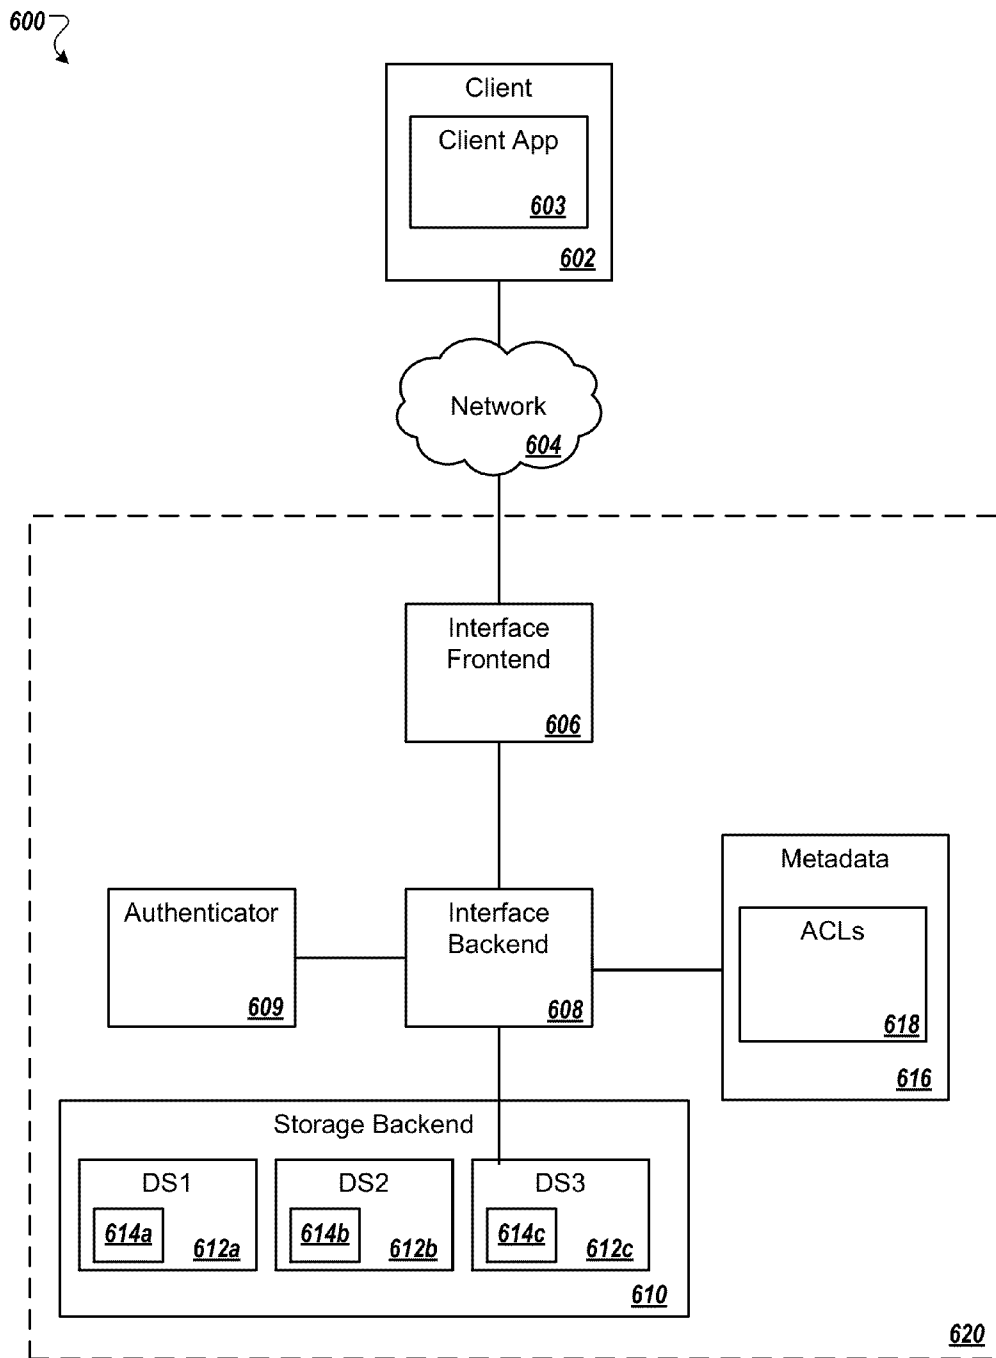 600
Client
Client App
603
602
Network
604
Interface
Frontend
606
Authenticator
609
Interface
Backend
608
Metadata
ACLs
618
616
Storage Backend
DS1
614a
612a
DS2
614b
612b
DS3
614c
612c
610
620